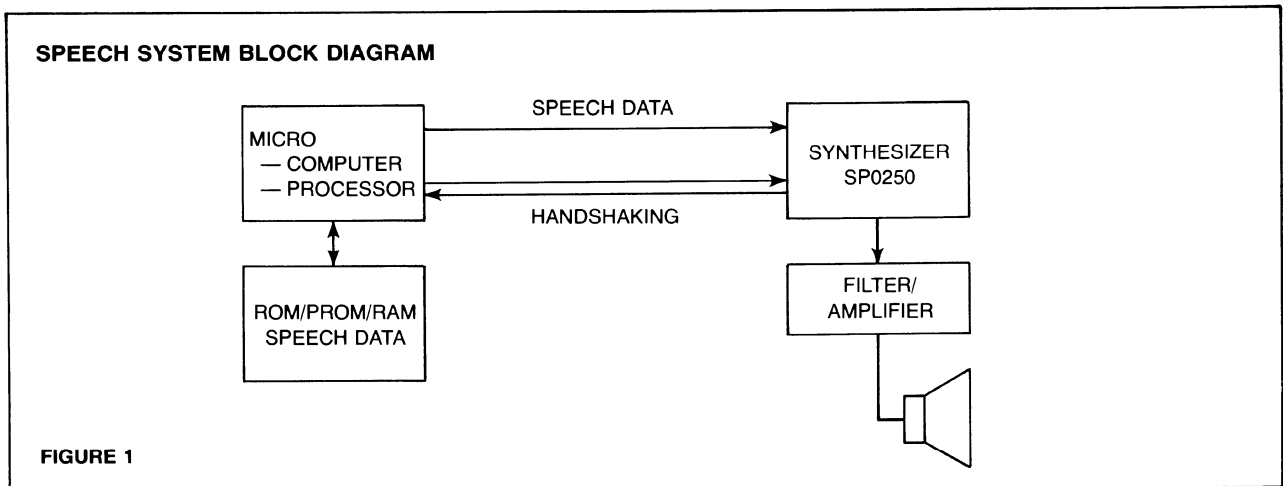 SPEECH SYSTEM BLOCK DIAGRAM
MICRO
— COMPUTER
— PROCESSOR
SPEECH DATA
HANDSHAKING
SYNTHESIZER
SP0250
ROM/PROM/RAM
SPEECH DATA
FILTER/
AMPLIFIER
FIGURE 1